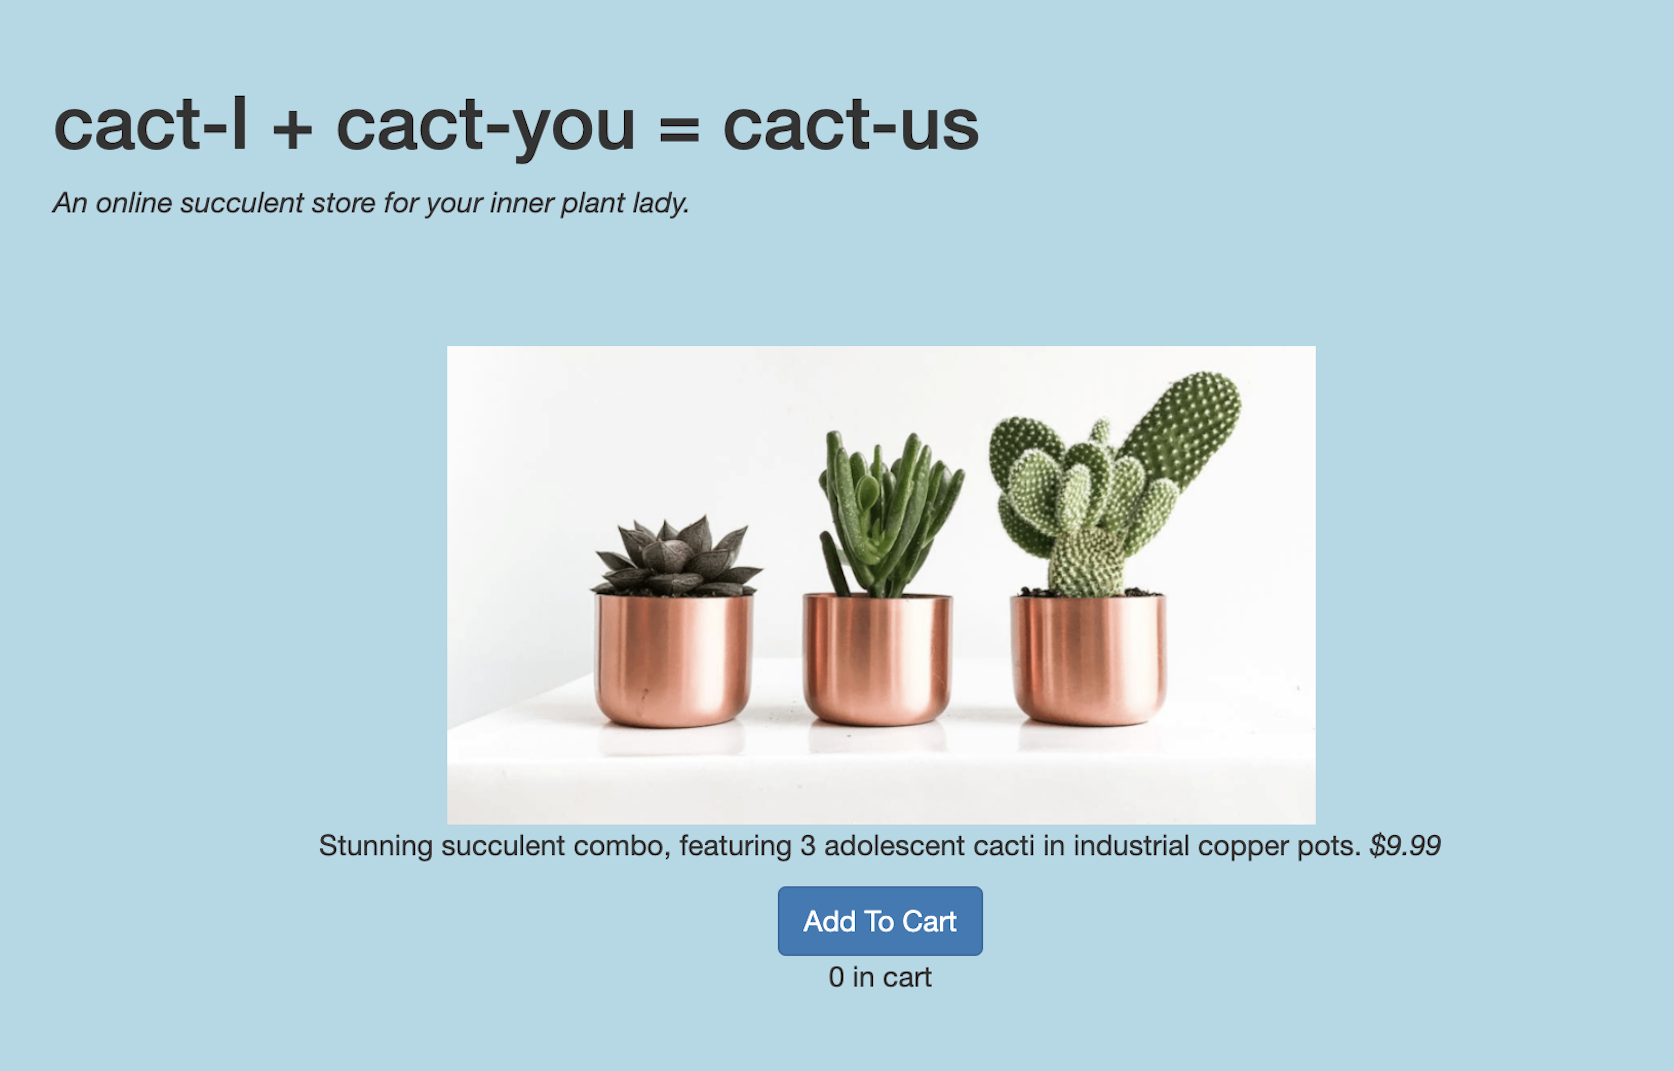 cact-I + cact-you = cact-us
An online succulent store for your inner plant lady.
Stunning succulent combo, featuring 3 adolescent cacti in industrial copper pots. $9.99
Add To Cart
0 in cart